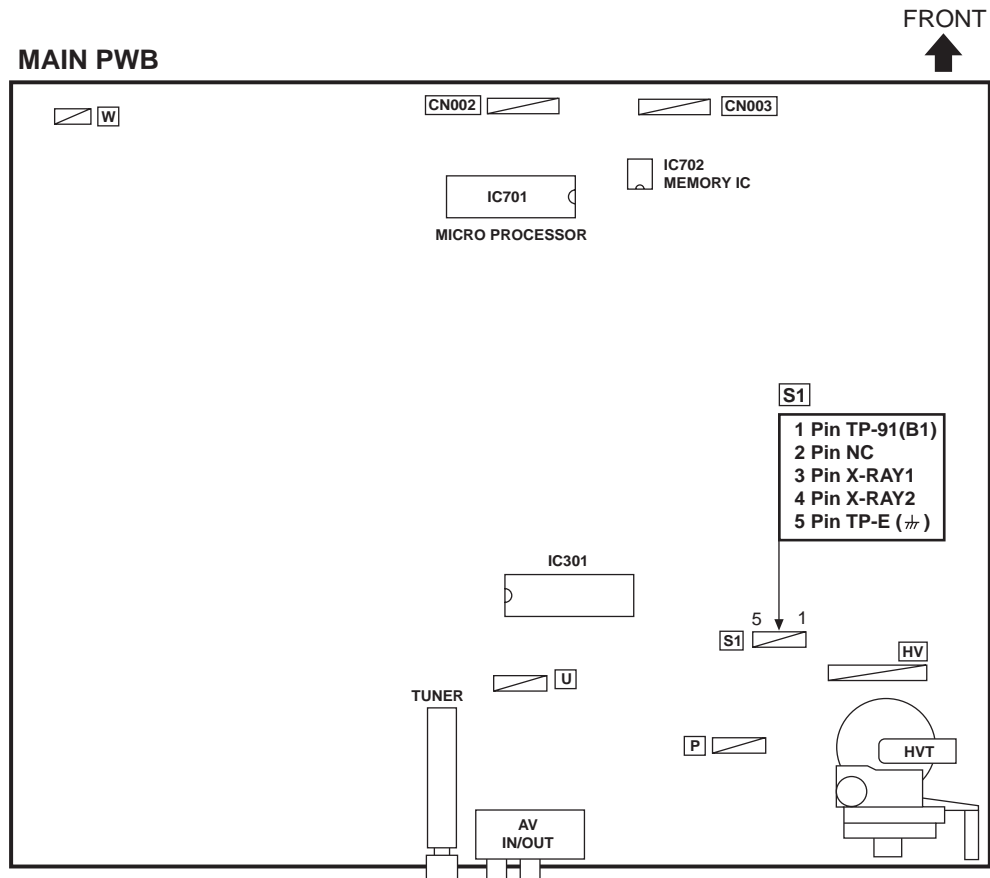 FRONT
MAIN PWB
W
CN002
CN003
IC702
MEMORY IC
IC701
MICRO PROCESSOR
S1
1 Pin TP-91(B1)
2 Pin NC
3 Pin X-RAY1
4 Pin X-RAY2
5 Pin TP-E ( )
IC301
5 1
S1
HV
U
TUNER
P
HVT
AV
IN/OUT